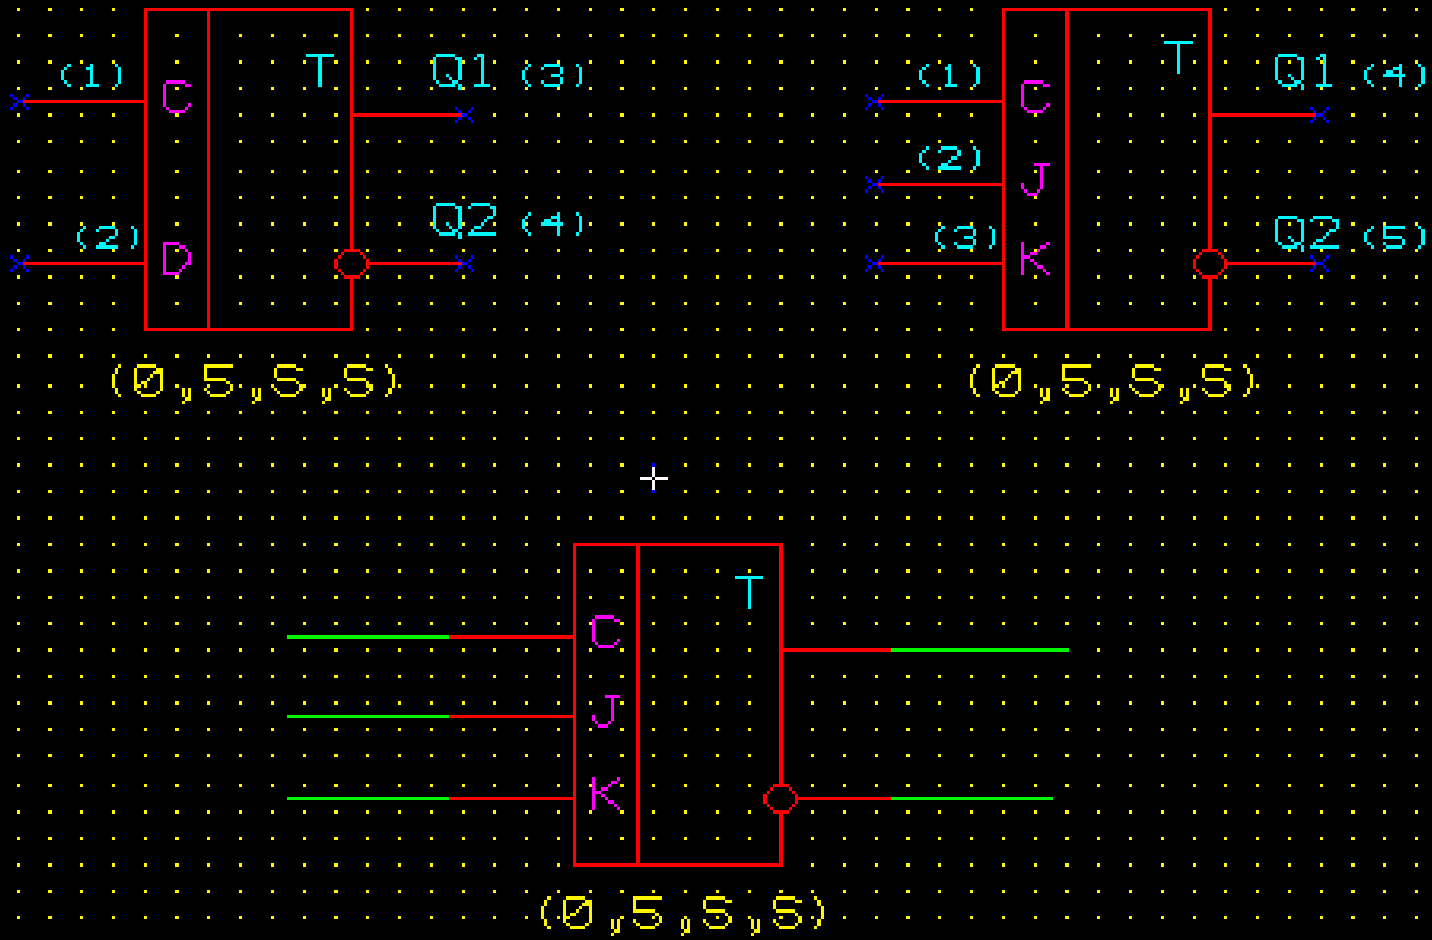 T T
(1) Q1 (3) (1) Q1 (4)
C C
(2) J
(2) Q2 (4) (3) Q2 (5)
D K
(0,5,S,S) (0,5,S,S)
T
C
J
K
(0,5,S,S)